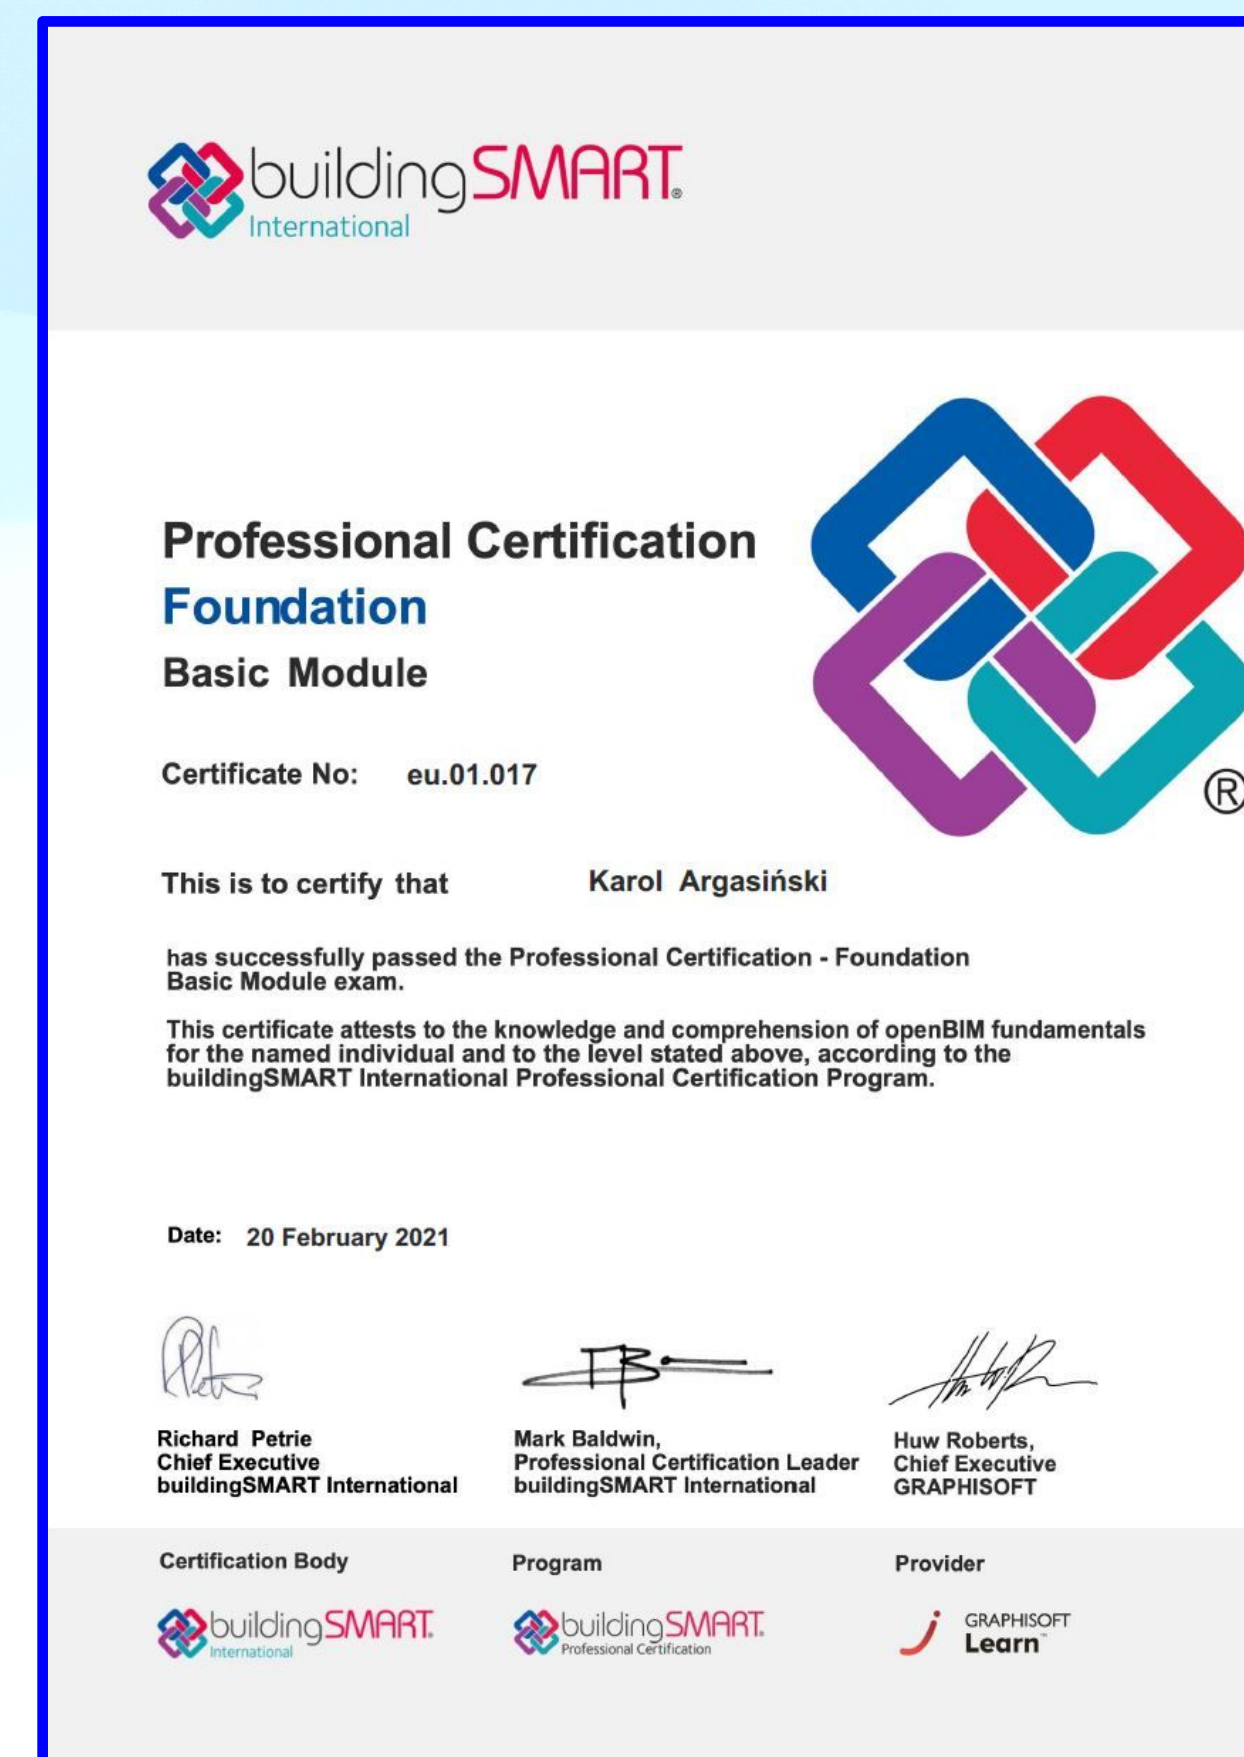 buildingSMART®
International
Professional Certification
Foundation
Basic Module
Certificate No: eu.01.017
®
This is to certify that Karol Argasiński
has successfully passed the Professional Certification - Foundation
Basic Module exam.
This certificate attests to the knowledge and comprehension of openBIM fundamentals
for the named individual and to the level stated above, according to the
buildingSMART International Professional Certification Program.
Date: 20 February 2021
Richard Petrie
Chief Executive
buildingSMART International
Mark Baldwin,
Professional Certification Leader
buildingSMART International
Huw Roberts,
Chief Executive
GRAPHISOFT
Certification Body
buildingSMART®
International
Program
buildingSMART®
Professional Certification
Provider
GRAPHISOFT
Learn™